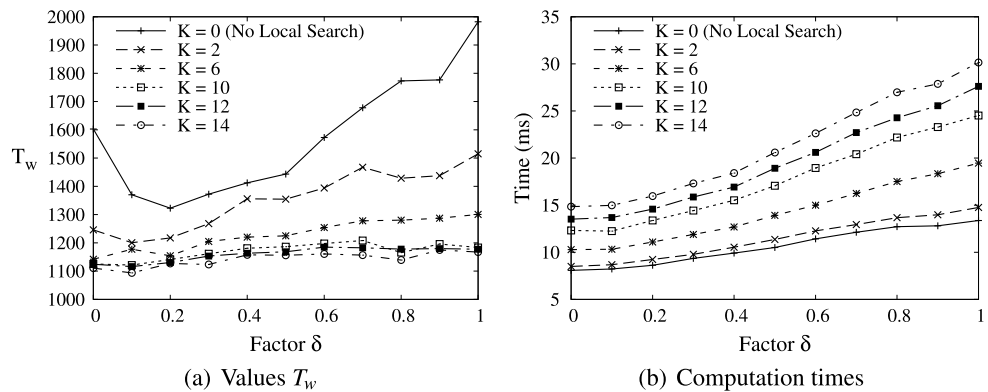 2000
1900
1800
1700
1600
1500
1400
1300
1200
1100
1000
T_w
K = 0 (No Local Search)
K = 2
K = 6
K = 10
K = 12
K = 14
0 0.2 0.4 0.6 0.8 1
Factor δ
(a) Values T_w
35
30
25
20
15
10
5
Time (ms)
K = 0 (No Local Search)
K = 2
K = 6
K = 10
K = 12
K = 14
0 0.2 0.4 0.6 0.8 1
Factor δ
(b) Computation times